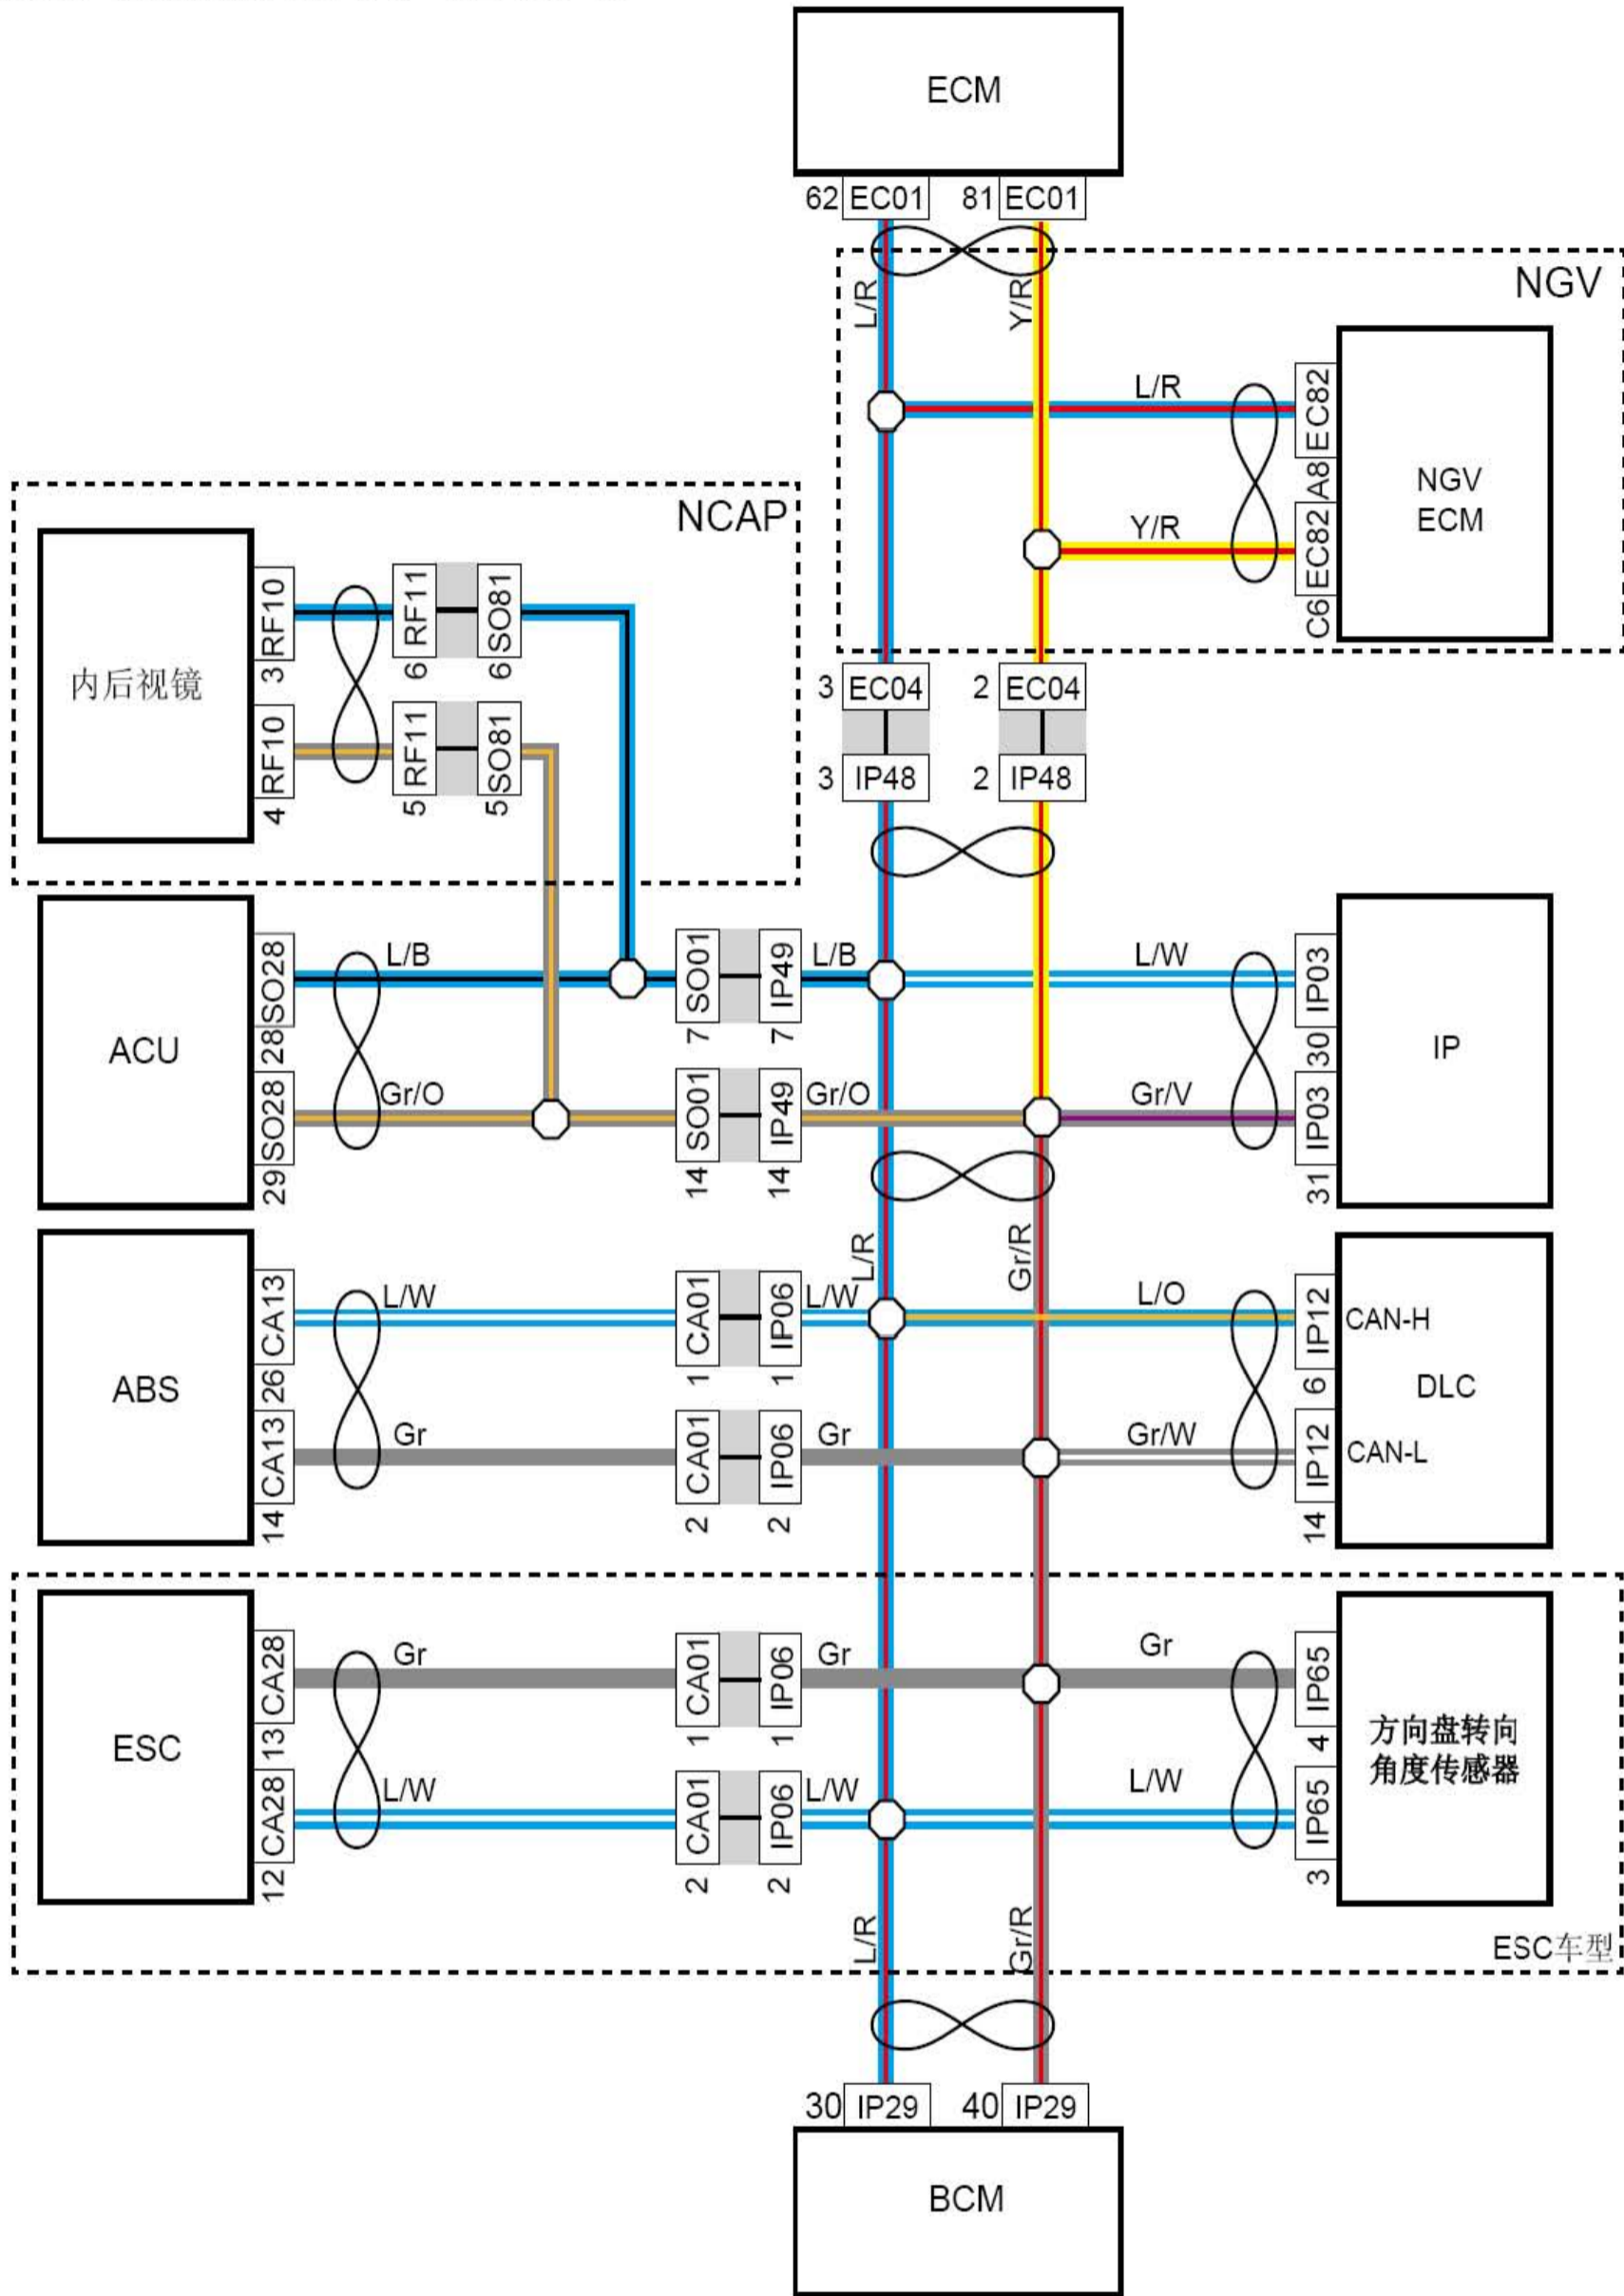 ECM
62 EC01 81 EC01
NGV
L/R
Y/R
L/R
EC82
A8
NGV
ECM
Y/R
EC82
C6
NCAP
内后视镜
RF10
3
RF11
6
SO81
6
RF10
4
RF11
5
SO81
5
3 EC04 2 EC04
3 IP48 2 IP48
ACU
SO28
28
L/B
SO01
7
IP49
7
L/B
L/W
IP03
30
IP
SO28
29
Gr/O
SO01
14
IP49
14
Gr/O
Gr/V
IP03
31
L/R
Gr/R
ABS
CA13
26
L/W
CA01
1
IP06
1
L/W
L/O
IP12
6
CAN-H
DLC
CA13
14
Gr
CA01
2
IP06
2
Gr
Gr/W
IP12
14
CAN-L
ESC
CA28
13
Gr
CA01
1
IP06
1
Gr
Gr
IP65
4
方向盘转向
角度传感器
CA28
12
L/W
CA01
2
IP06
2
L/W
L/W
IP65
3
L/R
Gr/R
ESC车型
30 IP29 40 IP29
BCM